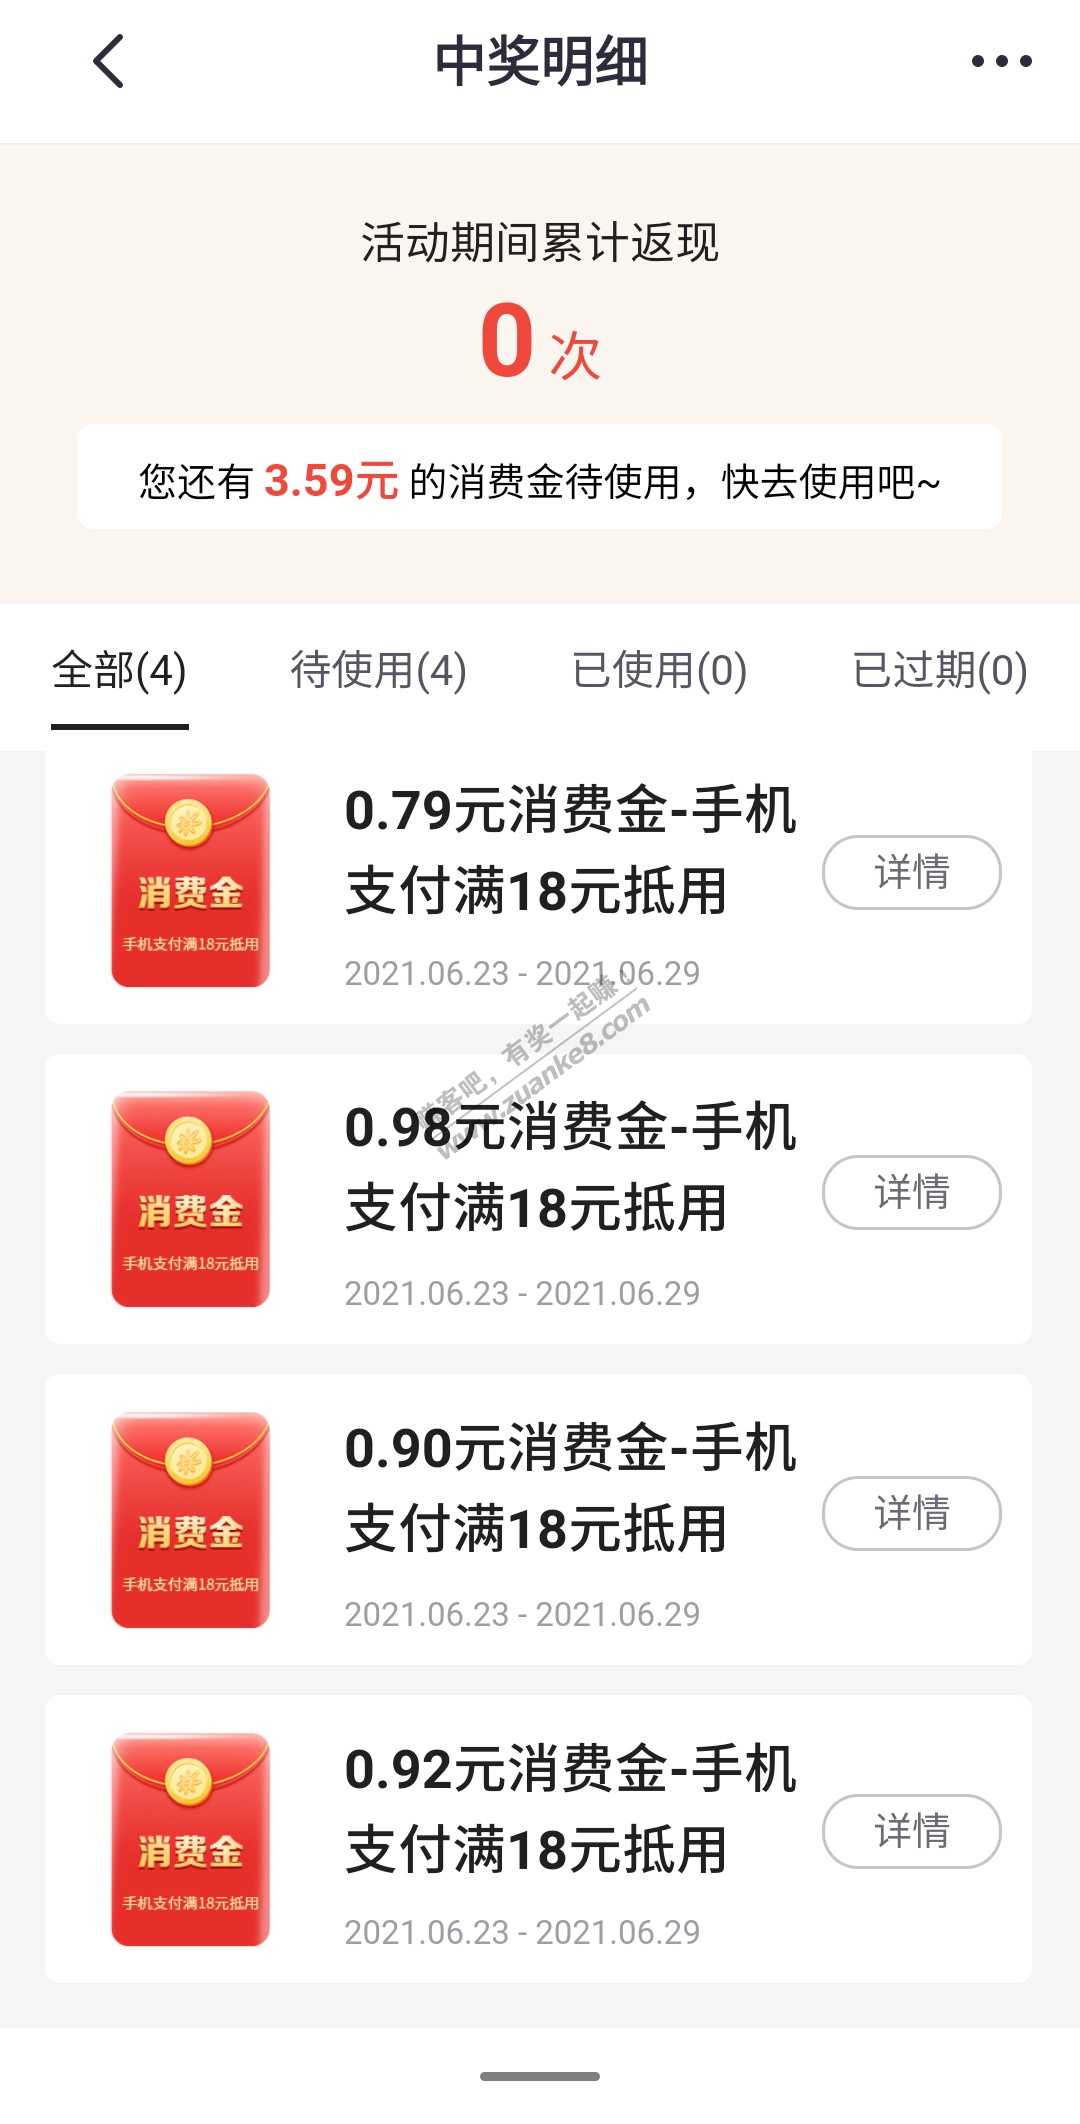 中奖明细
活动期间累计返现
0 次
您还有 3.59元 的消费金待使用，快去使用吧~
全部(4) 待使用(4) 已使用(0) 已过期(0)
0.79元消费金-手机
支付满18元抵用
详情
消费金
手机支付满18元抵用
2021.06.23 - 2021.06.29
赚客吧，有奖一起赚！
www.zuanke8.com
0.98元消费金-手机
支付满18元抵用
详情
消费金
手机支付满18元抵用
2021.06.23 - 2021.06.29
0.90元消费金-手机
支付满18元抵用
详情
消费金
手机支付满18元抵用
2021.06.23 - 2021.06.29
0.92元消费金-手机
支付满18元抵用
详情
消费金
手机支付满18元抵用
2021.06.23 - 2021.06.29